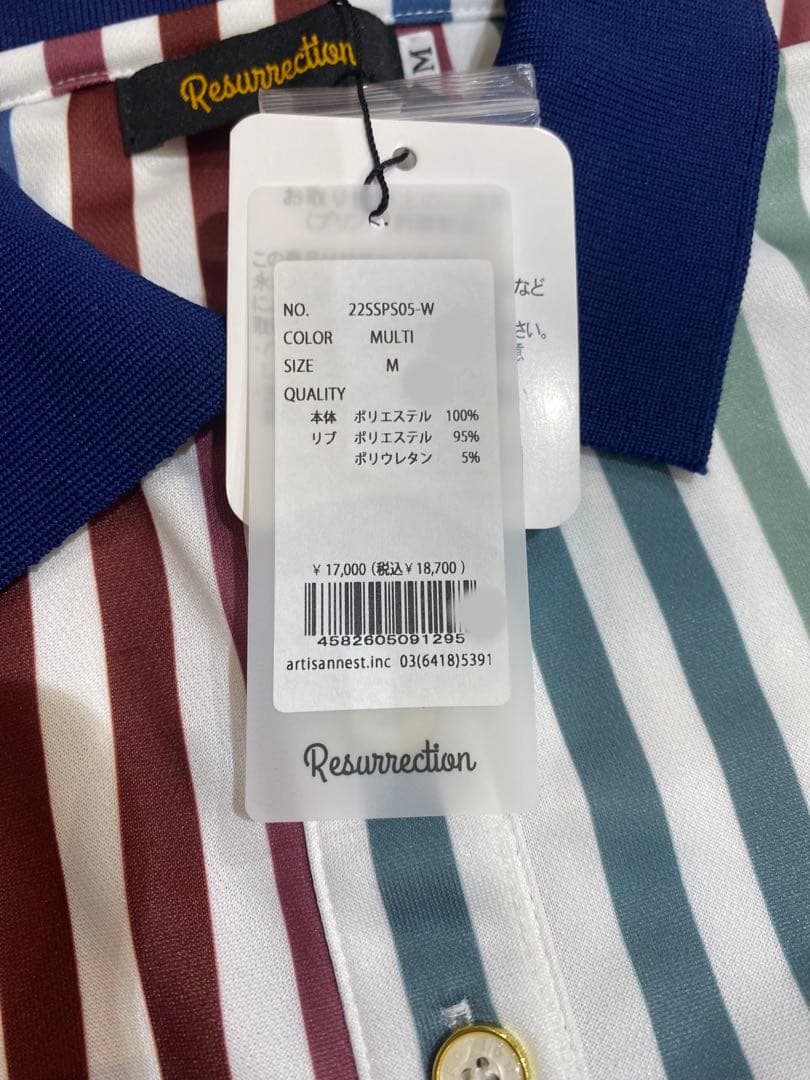 Resurrection
M
など
さい。
NO. 22SSPS05-W
COLOR MULTI
SIZE M
QUALITY
本体 ポリエステル 100%
リブ ポリエステル 95%
ポリウレタン 5%
¥ 17,000 (税込¥ 18,700 )
4582605091295
artisannest.inc 03(6418)5391
Resurrection